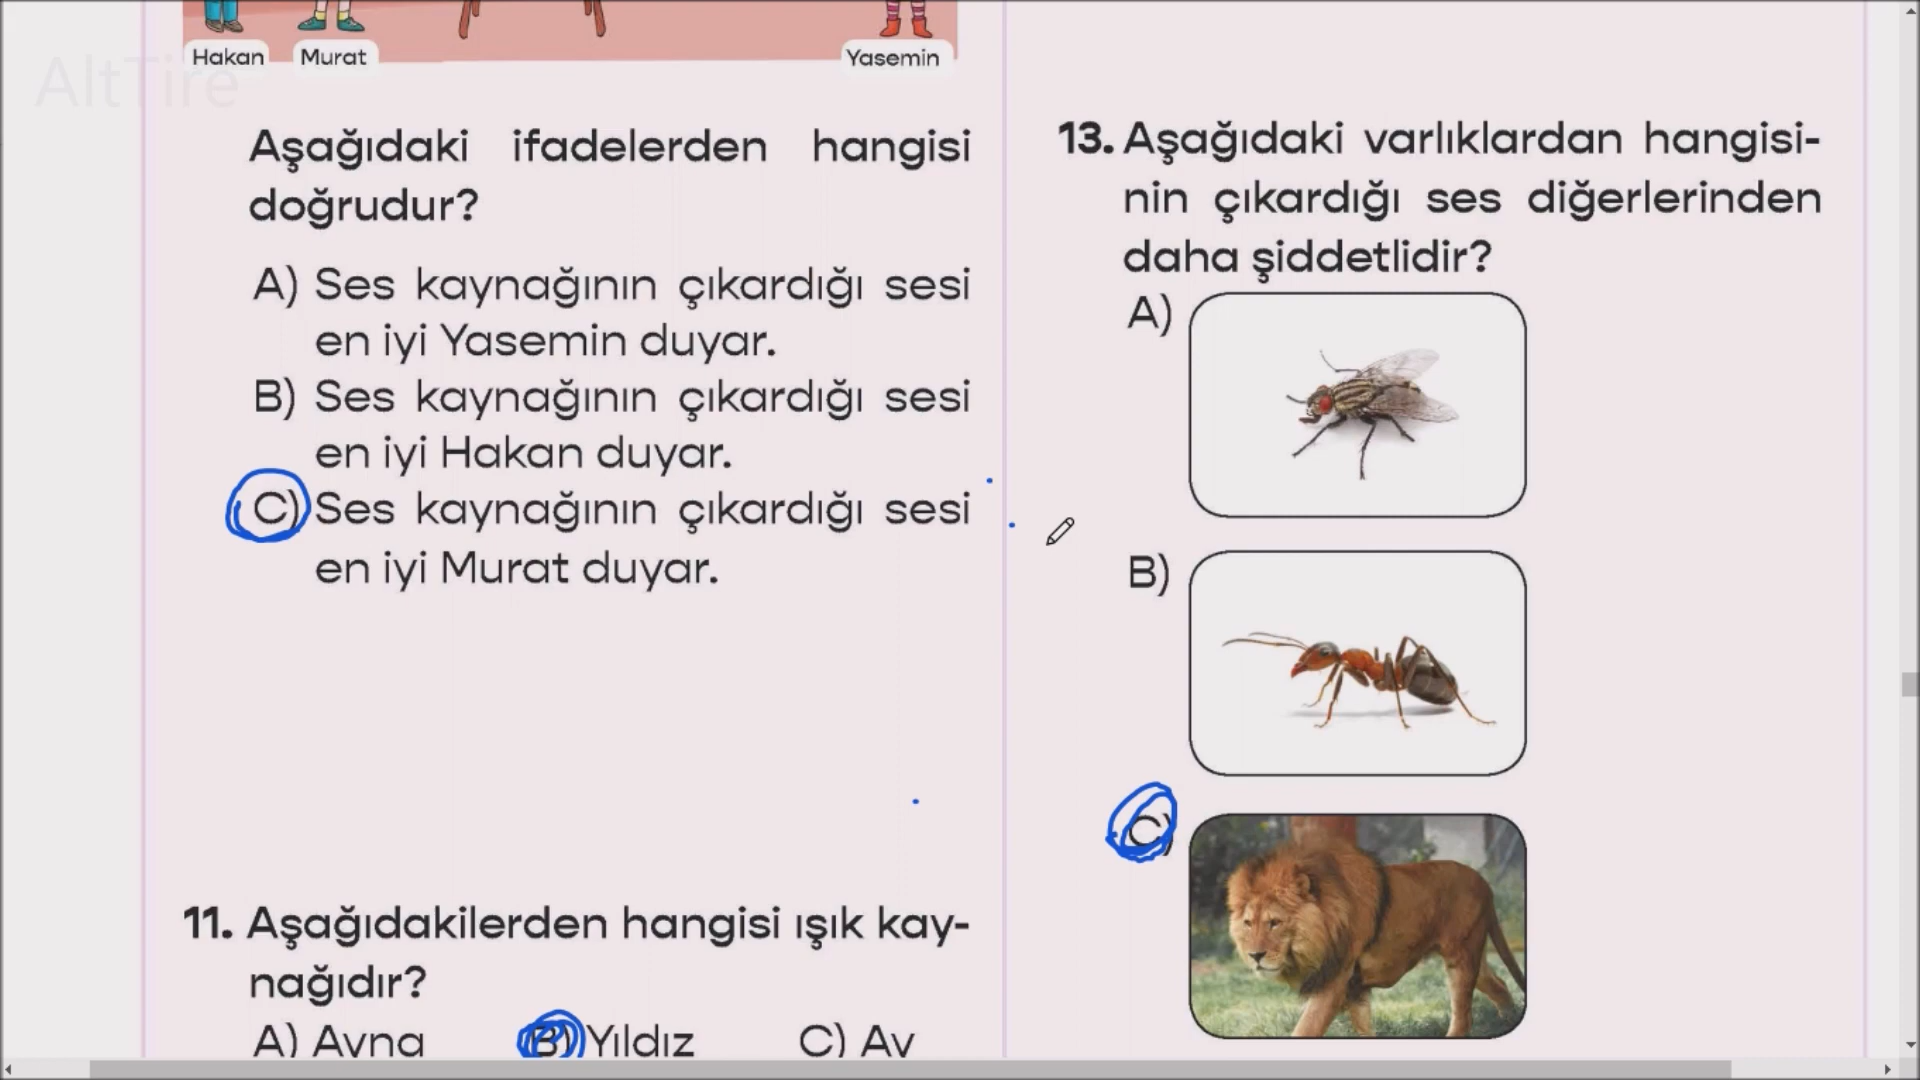 Hakan
Murat
Yasemin
AltTire
Aşağıdaki ifadelerden hangisi
doğrudur?
A) Ses kaynağının çıkardığı sesi
en iyi Yasemin duyar.
B) Ses kaynağının çıkardığı sesi
en iyi Hakan duyar.
C) Ses kaynağının çıkardığı sesi
en iyi Murat duyar.
11. Aşağıdakilerden hangisi ışık kay-
nağıdır?
A) Ayna B) Yıldız C) Ay
13. Aşağıdaki varlıklardan hangisi-
nin çıkardığı ses diğerlerinden
daha şiddetlidir?
A)
B)
C)